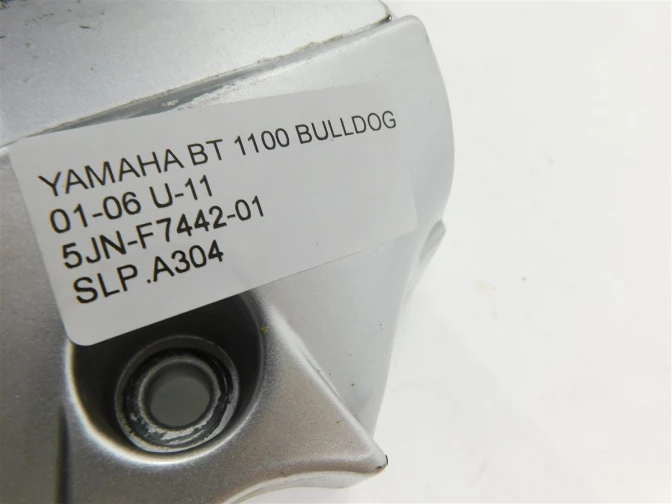 YAMAHA BT 1100 BULLDOG
01-06 U-11
5JN-F7442-01
SLP.A304